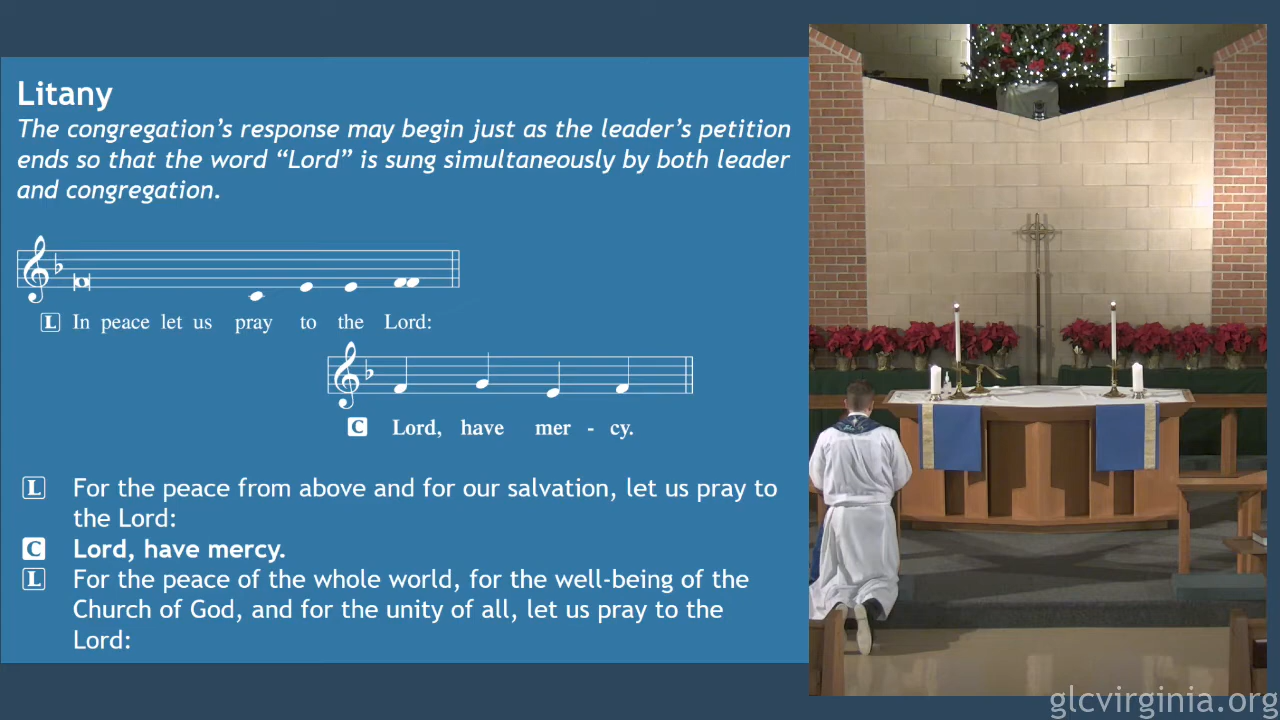 Litany
The congregation’s response may begin just as the leader’s petition
ends so that the word “Lord” is sung simultaneously by both leader
and congregation.
L In peace let us pray to the Lord:
C Lord, have mer - cy.
L For the peace from above and for our salvation, let us pray to
the Lord:
C Lord, have mercy.
L For the peace of the whole world, for the well-being of the
Church of God, and for the unity of all, let us pray to the
Lord:
glcvirginia.org